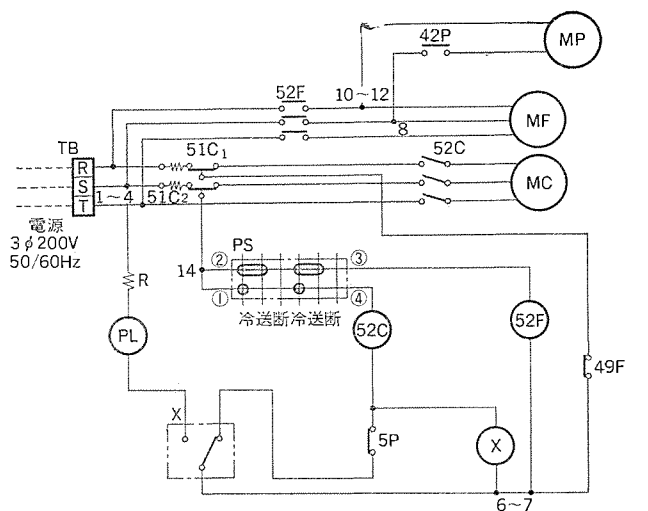 42P
MP
52F
10~12
MF
8
TB
51C₁
52C
R
S
T
1~4
51C₂
MC
電源
3φ200V
50/60Hz
PS
②
③
14
①
④
冷送断冷送断
R
PL
52C
52F
49F
X
5P
X
6~7